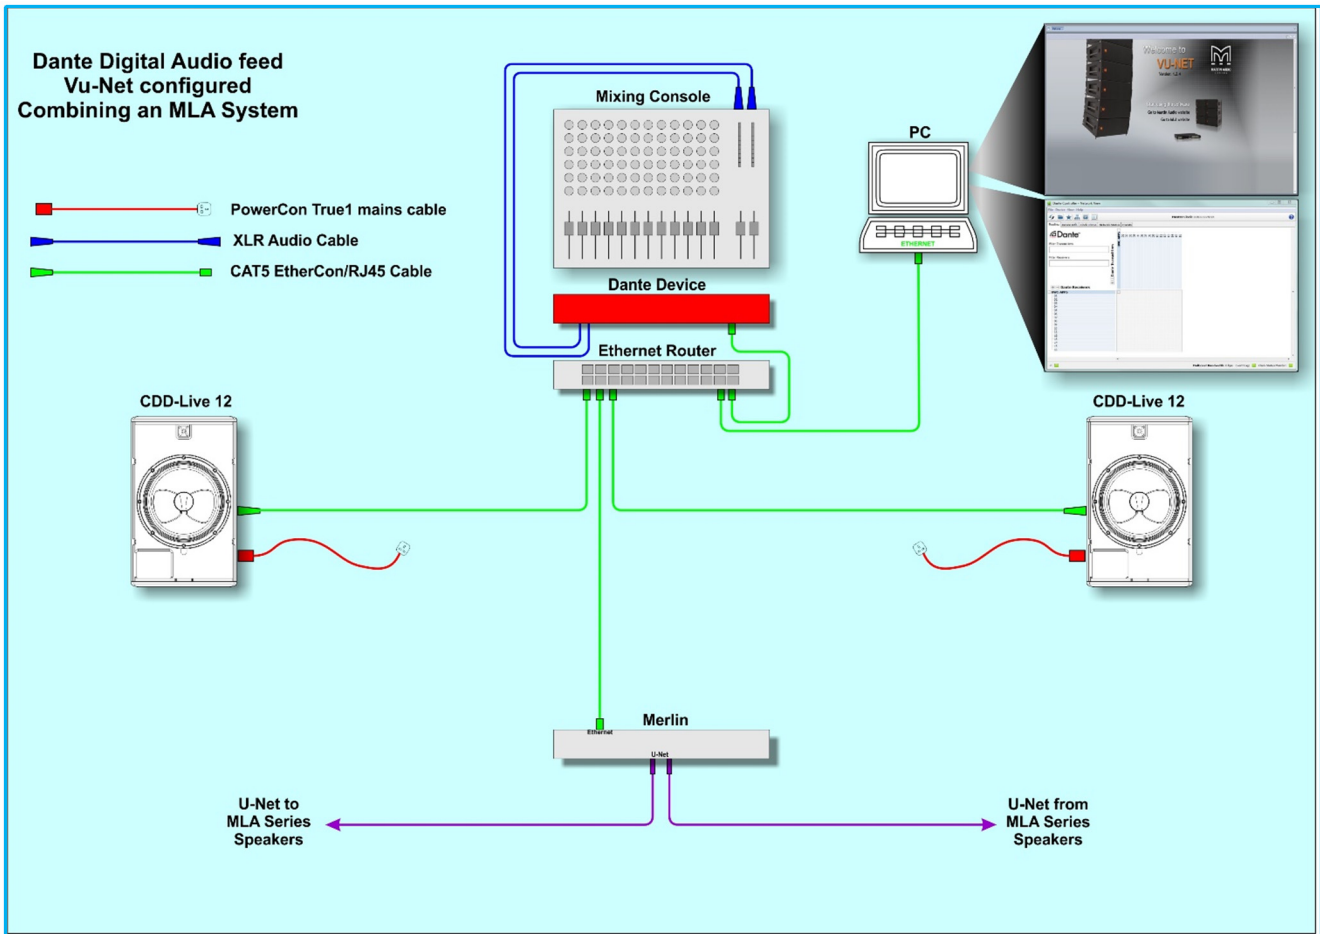 Dante Digital Audio feed
Vu-Net configured
Combining an MLA System
PowerCon True1 mains cable
XLR Audio Cable
CAT5 EtherCon/RJ45 Cable
Mixing Console
PC
ETHERNET
Welcome to
VU-NET
Dante
Dante Device
Ethernet Router
CDD-Live 12
CDD-Live 12
Merlin
Ethernet
U-Net
U-Net to
MLA Series
Speakers
U-Net from
MLA Series
Speakers